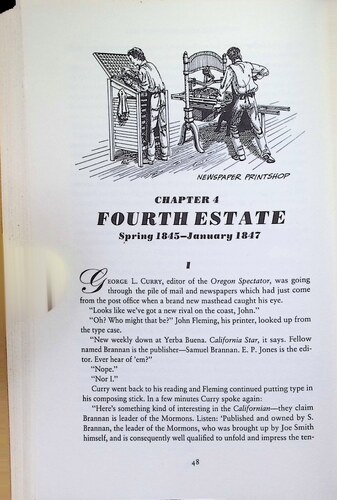 NEWSPAPER PRINTSHOP
CHAPTER 4
FOURTH ESTATE
Spring 1845—January 1847
I
GEORGE L. CURRY, editor of the Oregon Spectator, was going
through the pile of mail and newspapers which had just come
from the post office when a brand new masthead caught his eye.
"Looks like we've got a new rival on the coast, John."
"Oh? Who might that be?" John Fleming, his printer, looked up from
the type case.
"New weekly down at Yerba Buena. California Star, it says. Fellow
named Brannan is the publisher—Samuel Brannan. E. P. Jones is the edi-
tor. Ever hear of 'em?"
"Nope."
"Nor I."
Curry went back to his reading and Fleming continued putting type in
his composing stick. In a few minutes Curry spoke again:
"Here's something kind of interesting in the Californian—they claim
Brannan is leader of the Mormons. Listen: 'Published and owned by S.
Brannan, the leader of the Mormons, who was brought up by Joe Smith
himself, and is consequently well qualified to unfold and impress the ten-
48